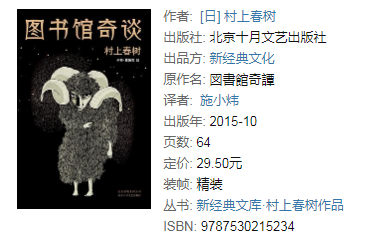 图书馆奇谈
村上春树
作者: [日] 村上春树
出版社: 北京十月文艺出版社
出品方: 新经典文化
原作名: 図書館奇譚
译者: 施小炜
出版年: 2015-10
页数: 64
定价: 29.50元
装帧: 精装
丛书: 新经典文库·村上春树作品
ISBN: 9787530215234